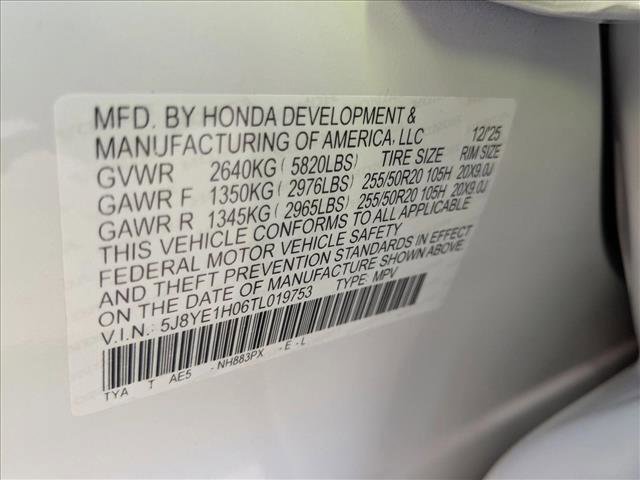 MFD. BY HONDA DEVELOPMENT &
MANUFACTURING OF AMERICA, LLC 12/'25
GVWR 2640KG ( 5820LBS) TIRE SIZE RIM SIZE
GAWR F 1350KG ( 2976LBS) 255/50R20 105H 20X9.0J
GAWR R 1345KG ( 2965LBS) 255/50R20 105H 20X9.0J
THIS VEHICLE CONFORMS TO ALL APPLICABLE
FEDERAL MOTOR VEHICLE SAFETY
AND THEFT PREVENTION STANDARDS IN EFFECT
ON THE DATE OF MANUFACTURE SHOWN ABOVE
V.I.N.: 5J8YE1H06TL019753 TYPE: MPV
TYA T AE5 - NH883PX - E - L